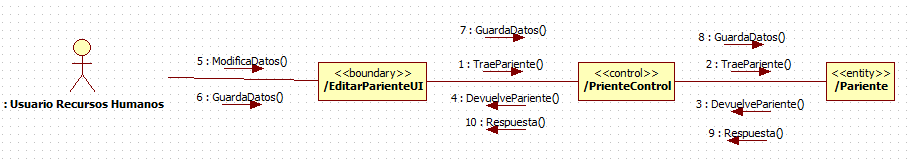 7 : GuardaDatos()
8 : GuardaDatos()
5 : ModificaDatos()
1 : TraePariente()
2 : TraePariente()
<<boundary>>
/EditarParienteUI
<<control>>
/PrienteControl
<<entity>>
/Pariente
6 : GuardaDatos()
4 : DevuelvePariente()
3 : DevuelvePariente()
: Usuario Recursos Humanos
10 : Respuesta()
9 : Respuesta()